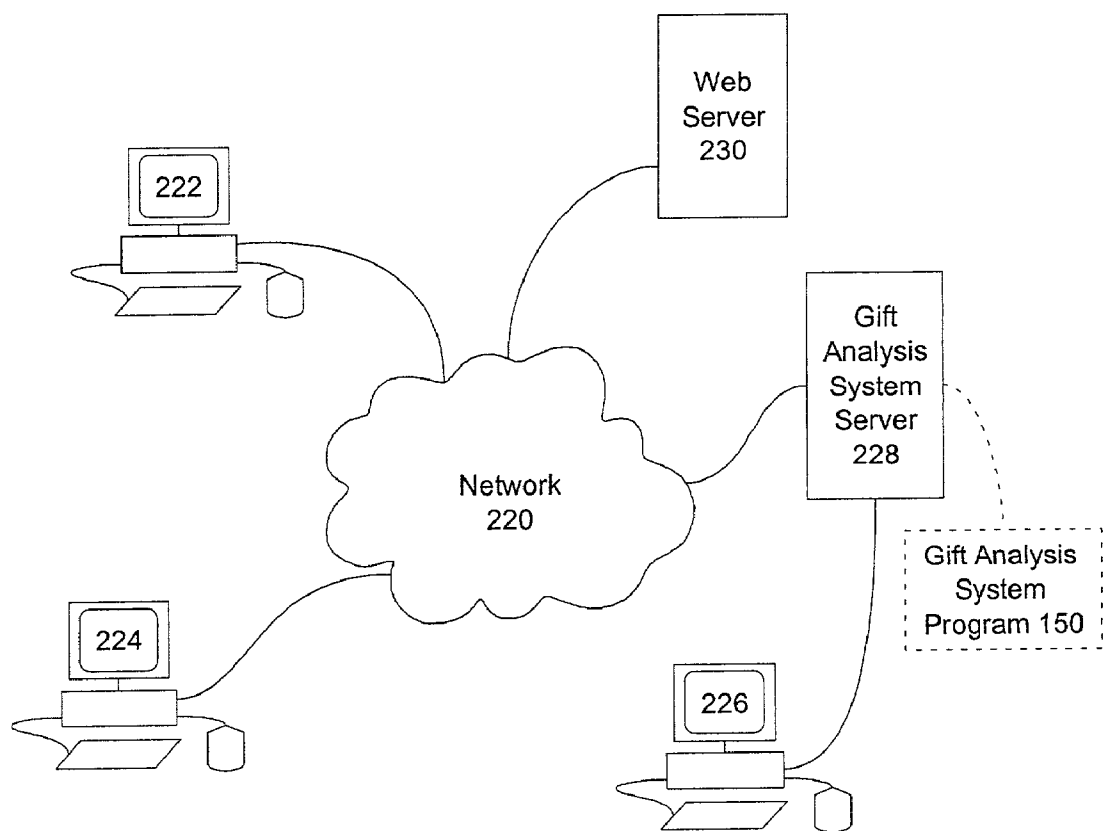 Web
Server
230
222
Gift
Analysis
System
Server
228
Network
220
Gift Analysis
System
Program 150
224
226